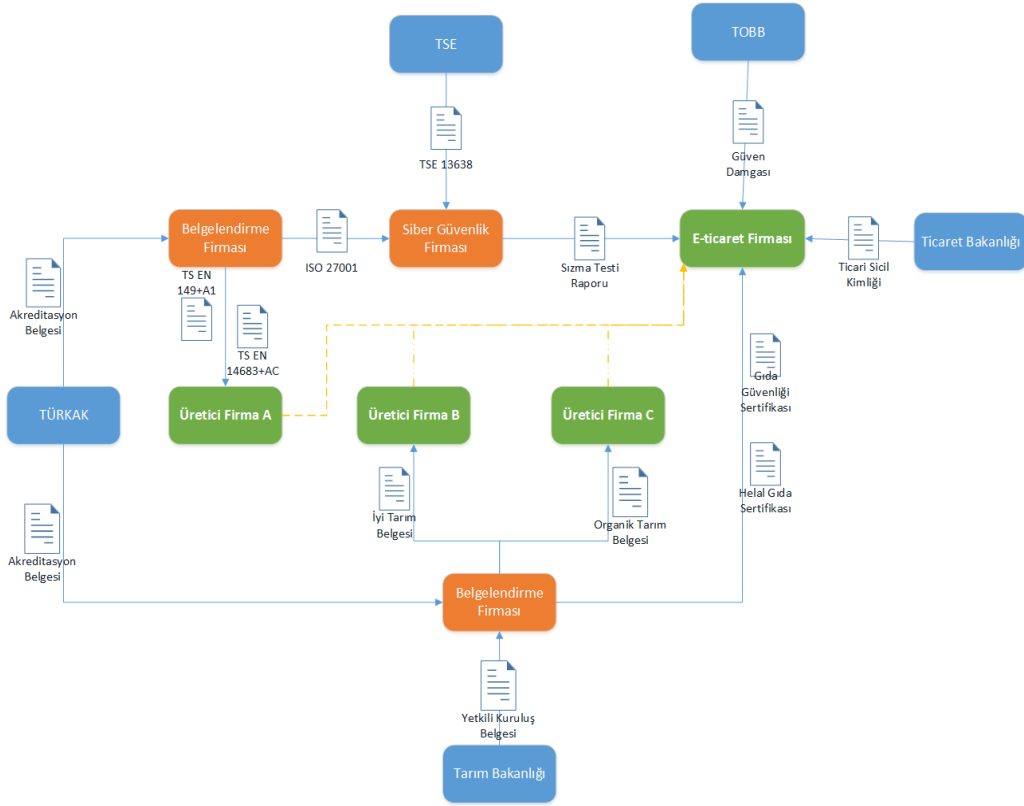 TSE
TOBB
TSE 13638
Güven
Damgası
Belgelendirme
Firması
ISO 27001
Siber Güvenlik
Firması
Sızma Testi
Raporu
E-ticaret Firması
Ticari Sicil
Kimliği
Ticaret Bakanlığı
Akreditasyon
Belgesi
TS EN
149+A1
TS EN
14683+AC
TÜRKAK
Üretici Firma A
Üretici Firma B
Üretici Firma C
Gıda
Güvenliği
Sertifikası
Helal Gıda
Sertifikası
İyi Tarım
Belgesi
Organik Tarım
Belgesi
Akreditasyon
Belgesi
Belgelendirme
Firması
Yetkili Kuruluş
Belgesi
Tarım Bakanlığı